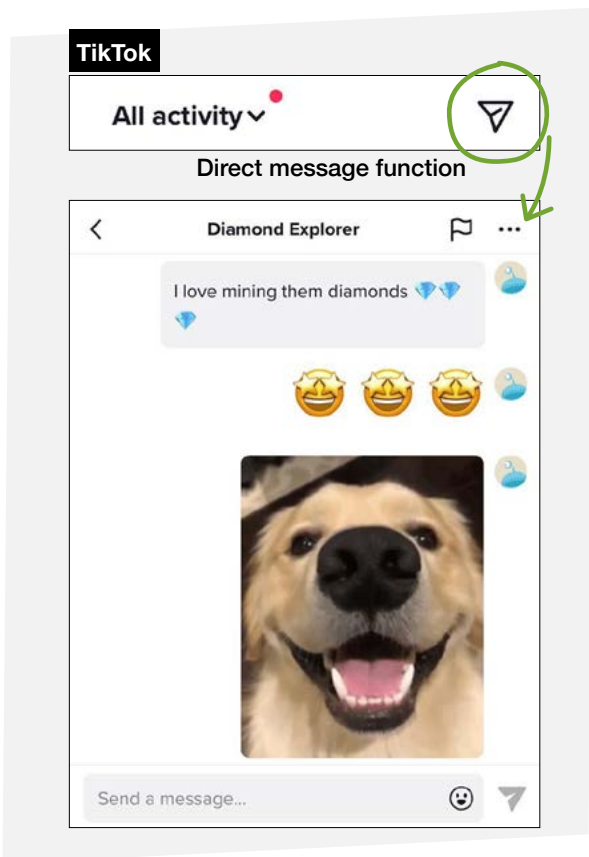 TikTok
All activity
Direct message function
Diamond Explorer
I love mining them diamonds 💎💎
💎
🤩 🤩 🤩
Send a message...